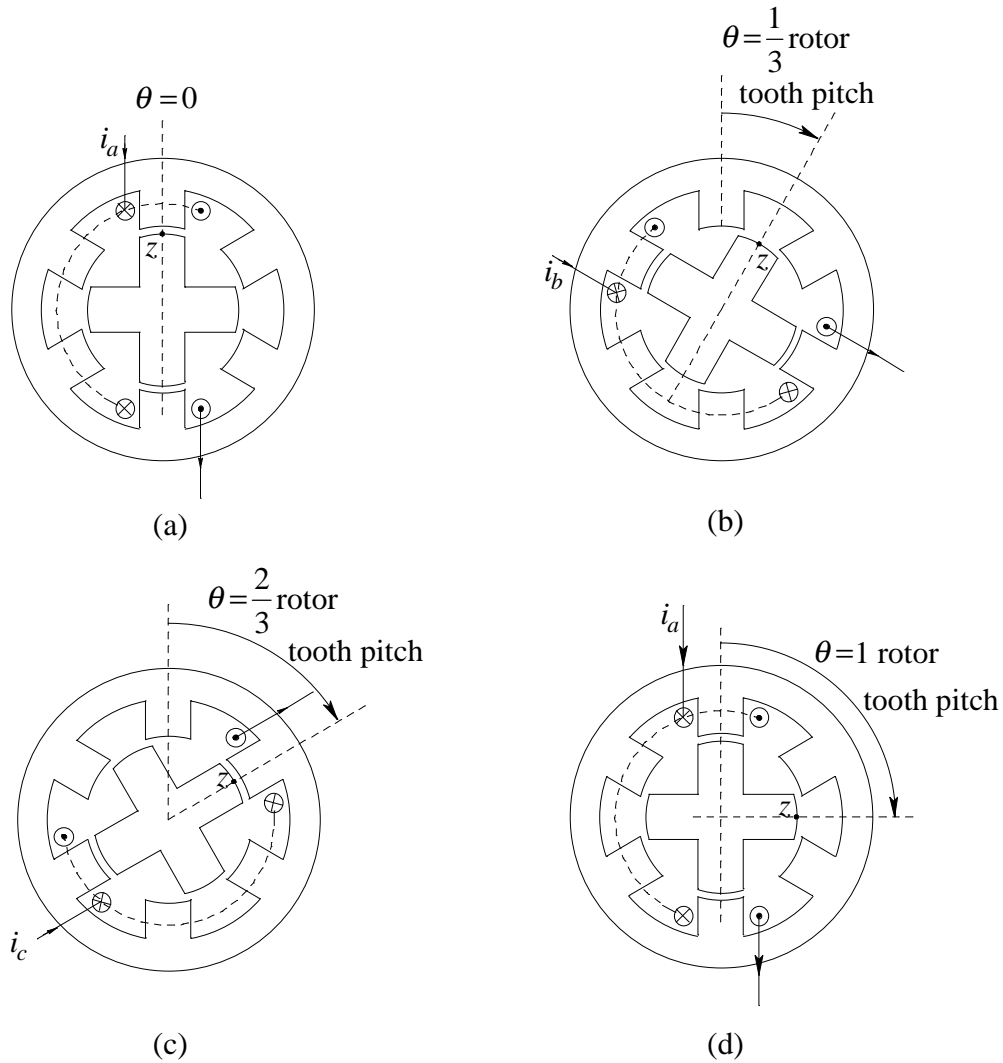 θ = 0
i_a
z
(a)
θ = 1/3 rotor
tooth pitch
i_b
z
(b)
θ = 2/3 rotor
tooth pitch
z
i_c
(c)
i_a
θ = 1 rotor
tooth pitch
z
(d)